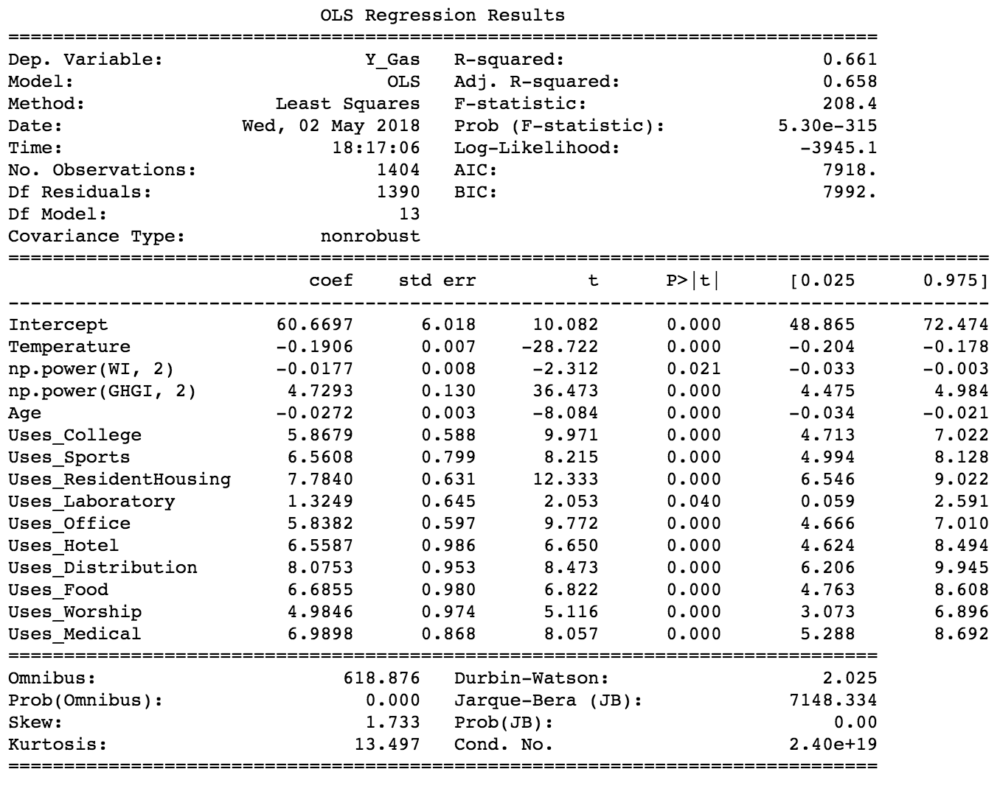 OLS Regression Results
==============================================================================
Dep. Variable: Y_Gas R-squared: 0.661
Model: OLS Adj. R-squared: 0.658
Method: Least Squares F-statistic: 208.4
Date: Wed, 02 May 2018 Prob (F-statistic): 5.30e-315
Time: 18:17:06 Log-Likelihood: -3945.1
No. Observations: 1404 AIC: 7918.
Df Residuals: 1390 BIC: 7992.
Df Model: 13
Covariance Type: nonrobust
========================================================================================
coef std err t P>|t| [0.025 0.975]
----------------------------------------------------------------------------------------
Intercept 60.6697 6.018 10.082 0.000 48.865 72.474
Temperature -0.1906 0.007 -28.722 0.000 -0.204 -0.178
np.power(WI, 2) -0.0177 0.008 -2.312 0.021 -0.033 -0.003
np.power(GHGI, 2) 4.7293 0.130 36.473 0.000 4.475 4.984
Age -0.0272 0.003 -8.084 0.000 -0.034 -0.021
Uses_College 5.8679 0.588 9.971 0.000 4.713 7.022
Uses_Sports 6.5608 0.799 8.215 0.000 4.994 8.128
Uses_ResidentHousing 7.7840 0.631 12.333 0.000 6.546 9.022
Uses_Laboratory 1.3249 0.645 2.053 0.040 0.059 2.591
Uses_Office 5.8382 0.597 9.772 0.000 4.666 7.010
Uses_Hotel 6.5587 0.986 6.650 0.000 4.624 8.494
Uses_Distribution 8.0753 0.953 8.473 0.000 6.206 9.945
Uses_Food 6.6855 0.980 6.822 0.000 4.763 8.608
Uses_Worship 4.9846 0.974 5.116 0.000 3.073 6.896
Uses_Medical 6.9898 0.868 8.057 0.000 5.288 8.692
==============================================================================
Omnibus: 618.876 Durbin-Watson: 2.025
Prob(Omnibus): 0.000 Jarque-Bera (JB): 7148.334
Skew: 1.733 Prob(JB): 0.00
Kurtosis: 13.497 Cond. No. 2.40e+19
==============================================================================